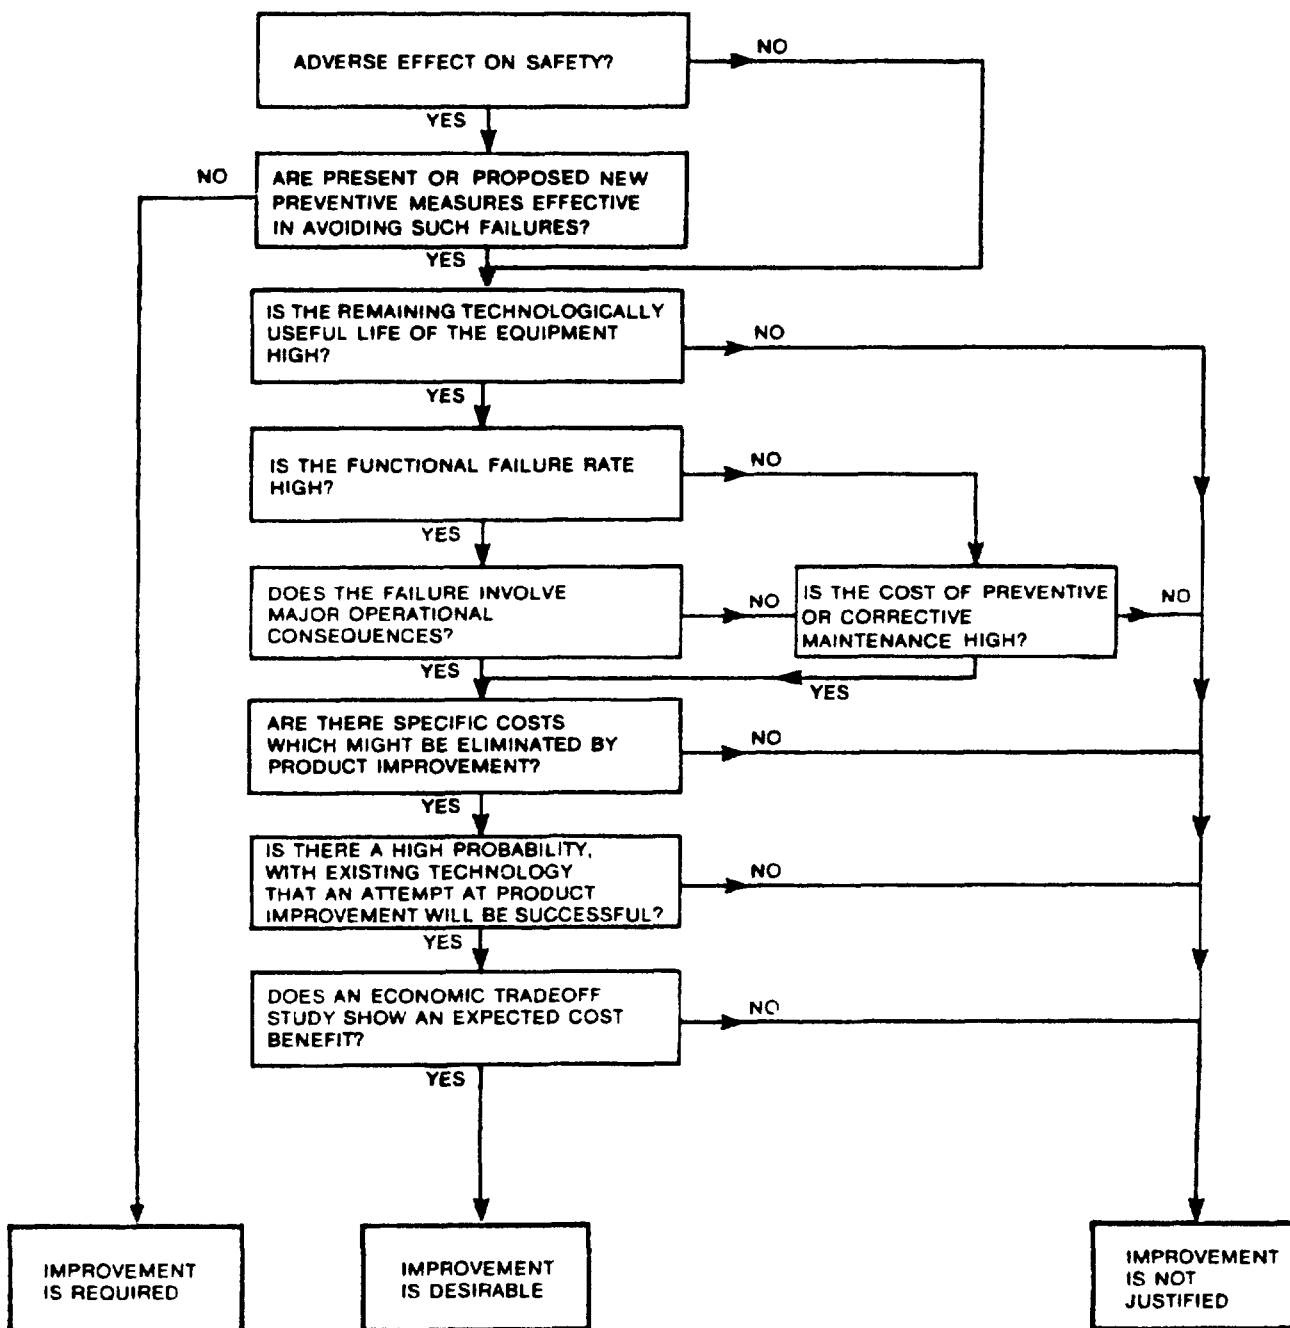 ADVERSE EFFECT ON SAFETY?
NO
YES
NO
ARE PRESENT OR PROPOSED NEW
PREVENTIVE MEASURES EFFECTIVE
IN AVOIDING SUCH FAILURES?
YES
IS THE REMAINING TECHNOLOGICALLY
USEFUL LIFE OF THE EQUIPMENT
HIGH?
NO
YES
IS THE FUNCTIONAL FAILURE RATE
HIGH?
NO
YES
DOES THE FAILURE INVOLVE
MAJOR OPERATIONAL
CONSEQUENCES?
NO
IS THE COST OF PREVENTIVE
OR CORRECTIVE
MAINTENANCE HIGH?
NO
YES
YES
ARE THERE SPECIFIC COSTS
WHICH MIGHT BE ELIMINATED BY
PRODUCT IMPROVEMENT?
NO
YES
IS THERE A HIGH PROBABILITY,
WITH EXISTING TECHNOLOGY
THAT AN ATTEMPT AT PRODUCT
IMPROVEMENT WILL BE SUCCESSFUL?
NO
YES
DOES AN ECONOMIC TRADEOFF
STUDY SHOW AN EXPECTED COST
BENEFIT?
NO
YES
IMPROVEMENT
IS REQUIRED
IMPROVEMENT
IS DESIRABLE
IMPROVEMENT
IS NOT
JUSTIFIED